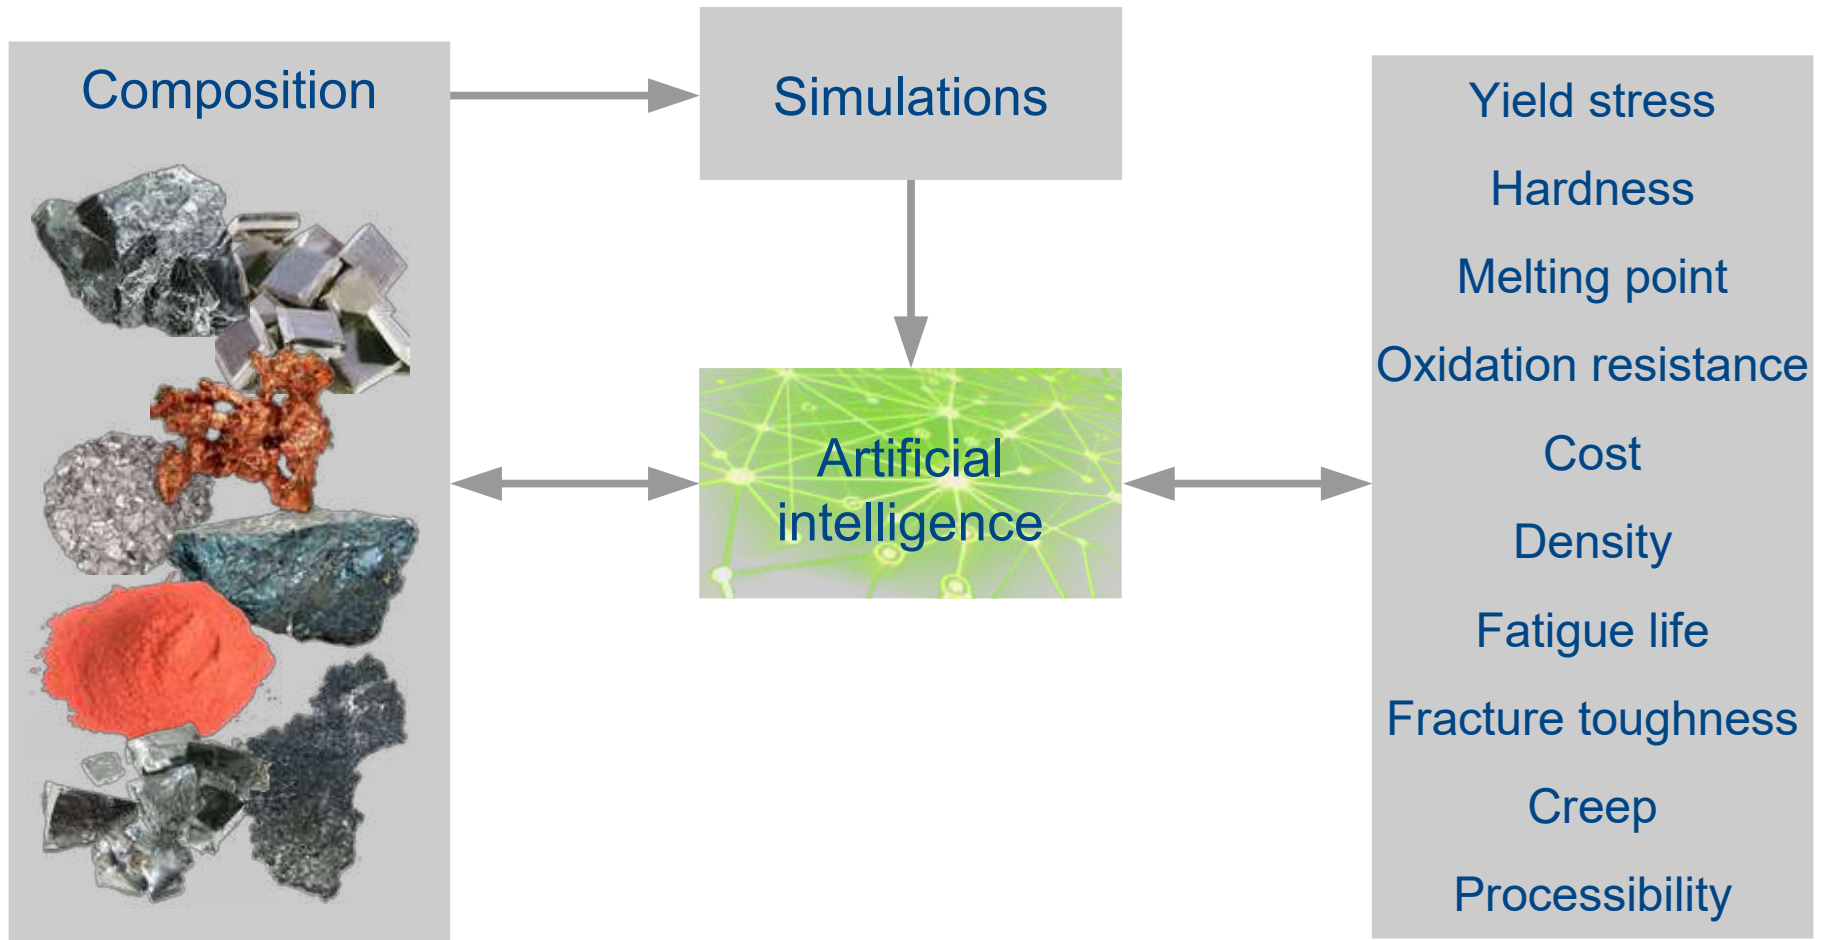 Composition
Simulations
Artificial
intelligence
Yield stress
Hardness
Melting point
Oxidation resistance
Cost
Density
Fatigue life
Fracture toughness
Creep
Processibility